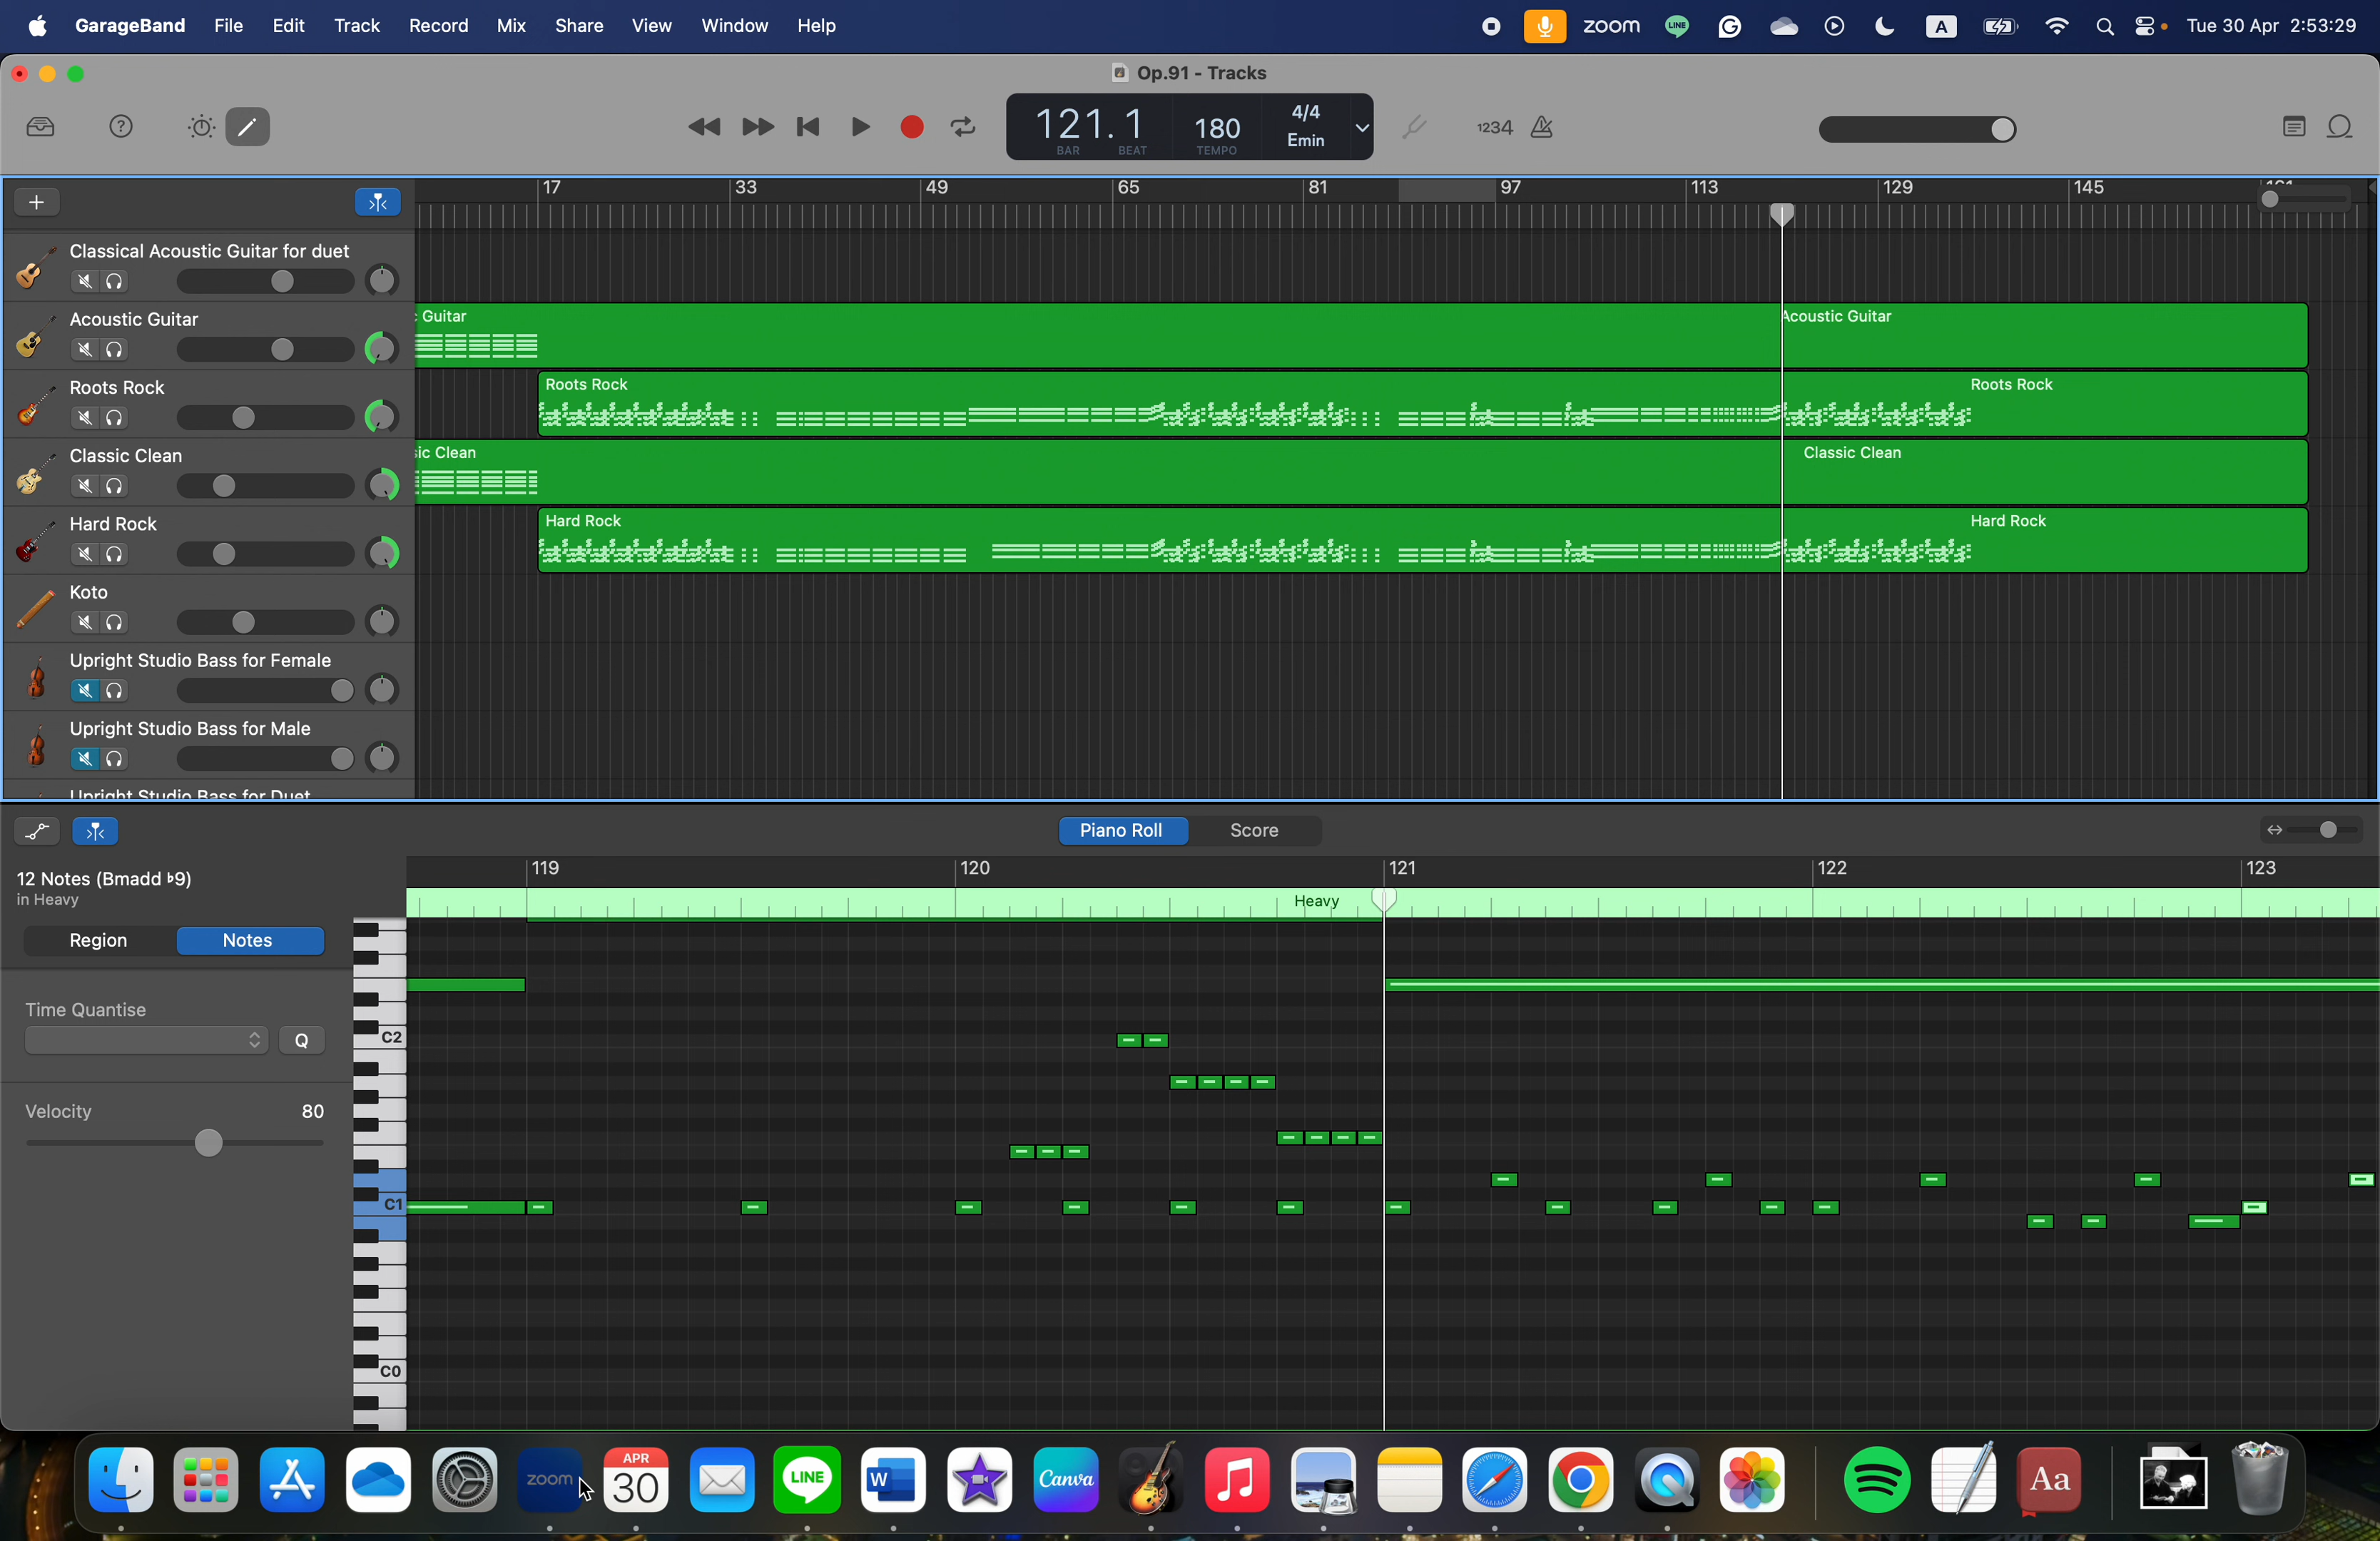 GarageBand File Edit Track Record Mix Share View Window Help zoom LINE G A Tue 30 Apr 2:53:29
Op.91 - Tracks
121.1 180 4/4 Emin 1234
BAR BEAT TEMPO
17 33 49 65 81 97 113 129 145
Classical Acoustic Guitar for duet
Acoustic Guitar
Guitar Acoustic Guitar
Roots Rock
Roots Rock Roots Rock
Classic Clean
ic Clean Classic Clean
Hard Rock
Hard Rock Hard Rock
Koto
Upright Studio Bass for Female
Upright Studio Bass for Male
Upright Studio Bass for Duet
Piano Roll Score
119 120 121 122 123
12 Notes (Bmadd ♭9)
in Heavy
Heavy
Region Notes
Time Quantise
Q
C2
Velocity 80
C1
C0
zoom APR 30 LINE W Canva Aa